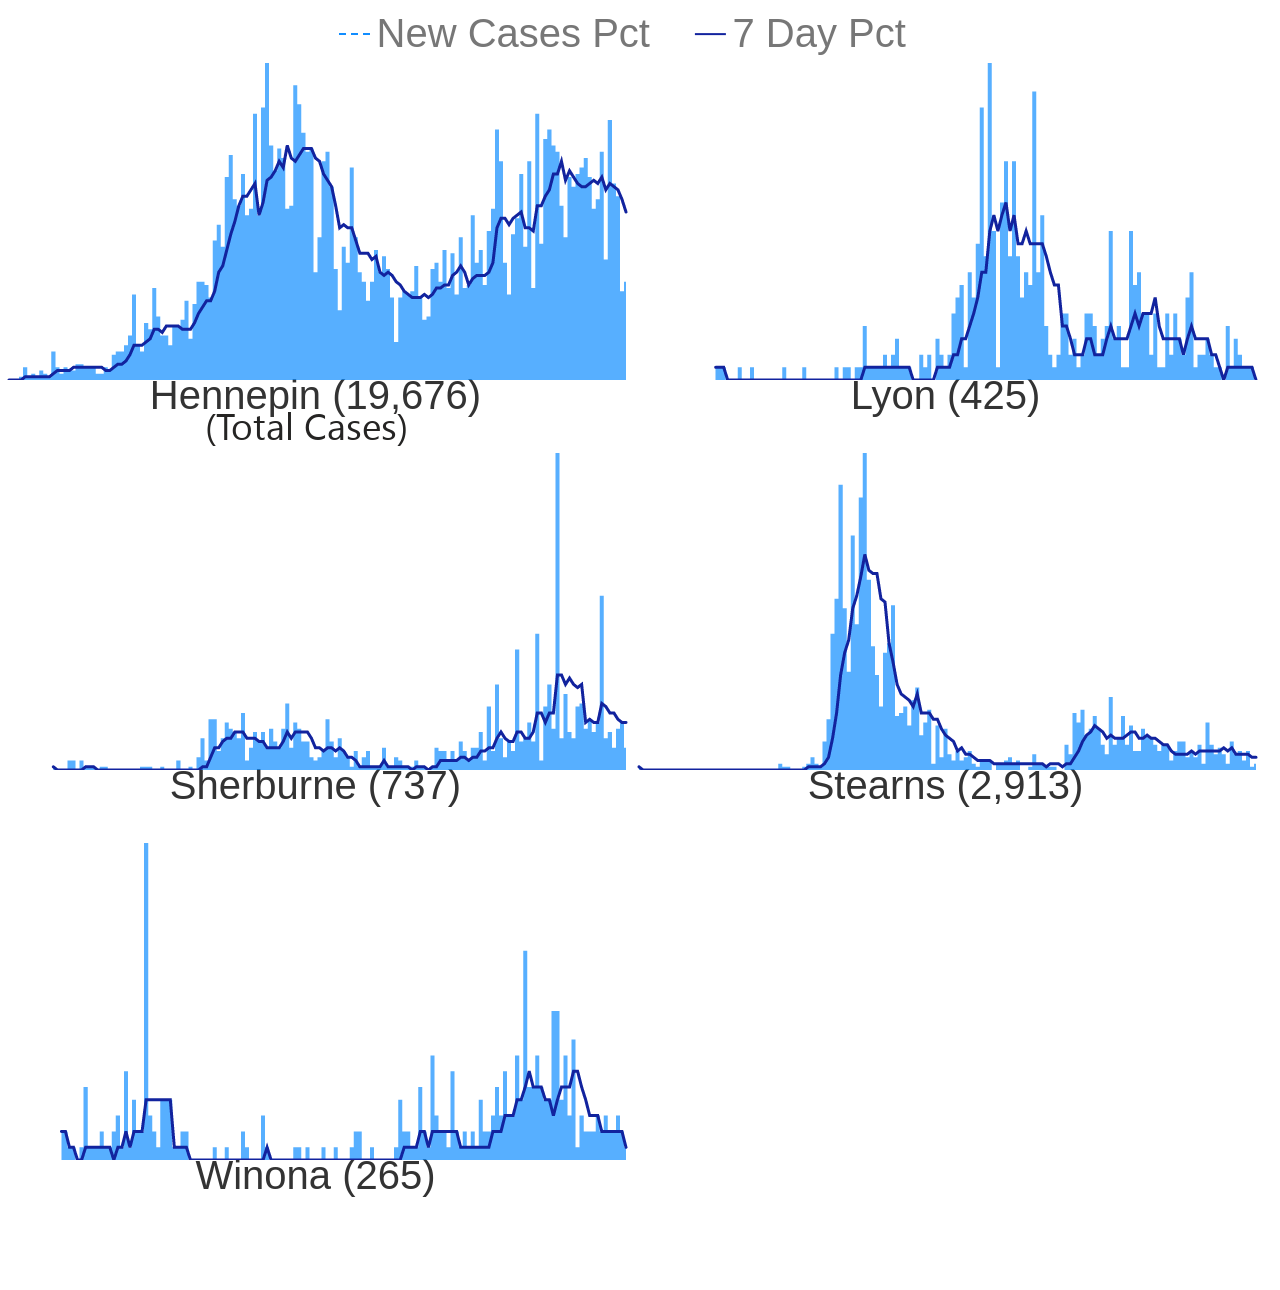 New Cases Pct 7 Day Pct
Hennepin (19,676) Lyon (425)
(Total Cases)
Sherburne (737) Stearns (2,913)
Winona (265)